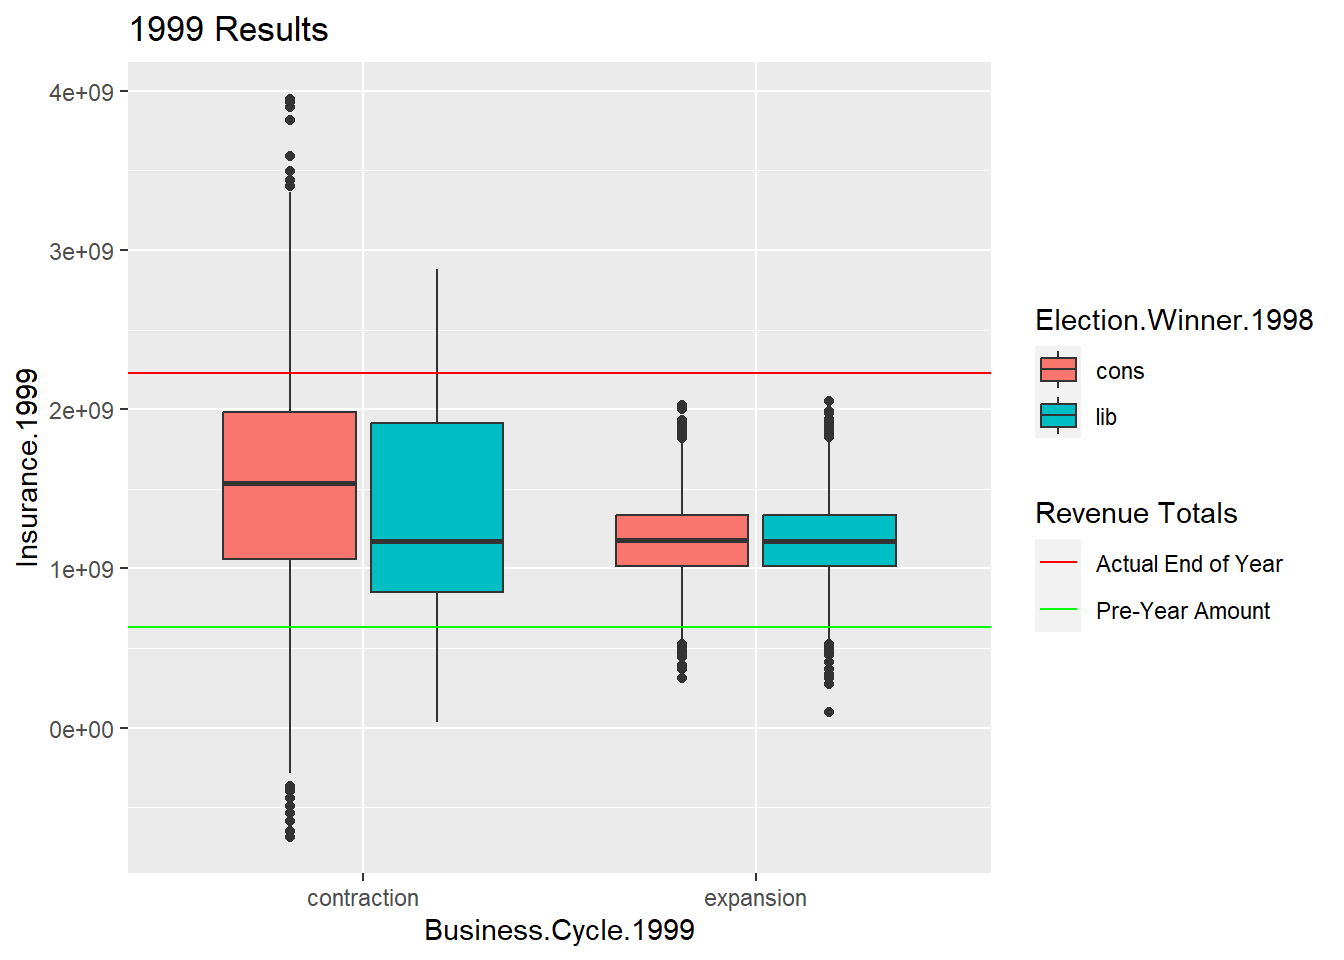 1999 Results
4e+09
3e+09
2e+09
1e+09
0e+00
Insurance.1999
contraction
expansion
Business.Cycle.1999
Election.Winner.1998
cons
lib
Revenue Totals
Actual End of Year
Pre-Year Amount